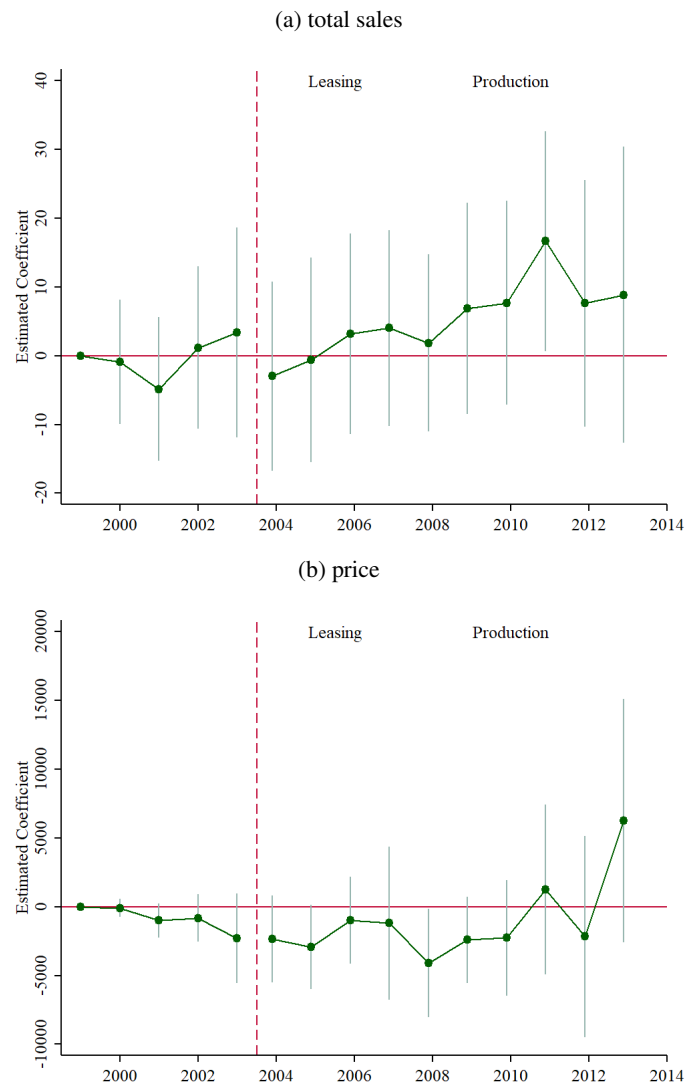 (a) total sales
Leasing Production
Estimated Coefficient
40
30
20
10
0
-10
-20
2000 2002 2004 2006 2008 2010 2012 2014
(b) price
Leasing Production
Estimated Coefficient
20000
15000
10000
5000
0
-5000
-10000
2000 2002 2004 2006 2008 2010 2012 2014